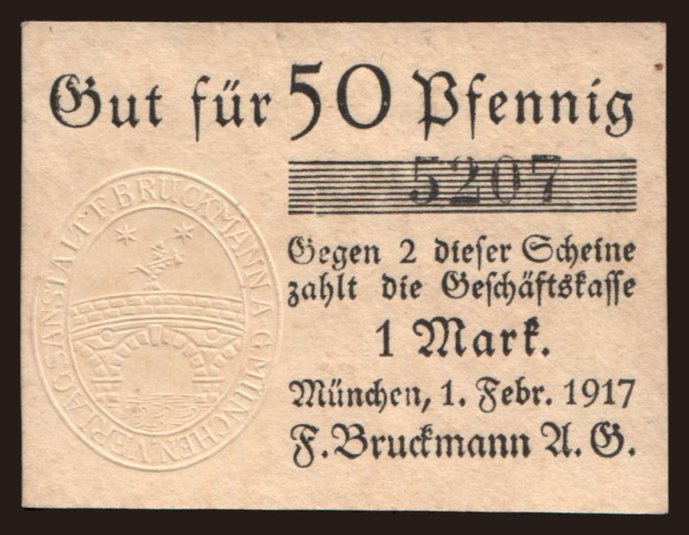 Gut für 50 Pfennig
5207
Gegen 2 dieser Scheine
zahlt die Geschäftskasse
1 Mark.
München, 1. Febr. 1917
F. Bruckmann A. G.
VERLAGSANSTALT F. BRUCKMANN A G MÜNCHEN